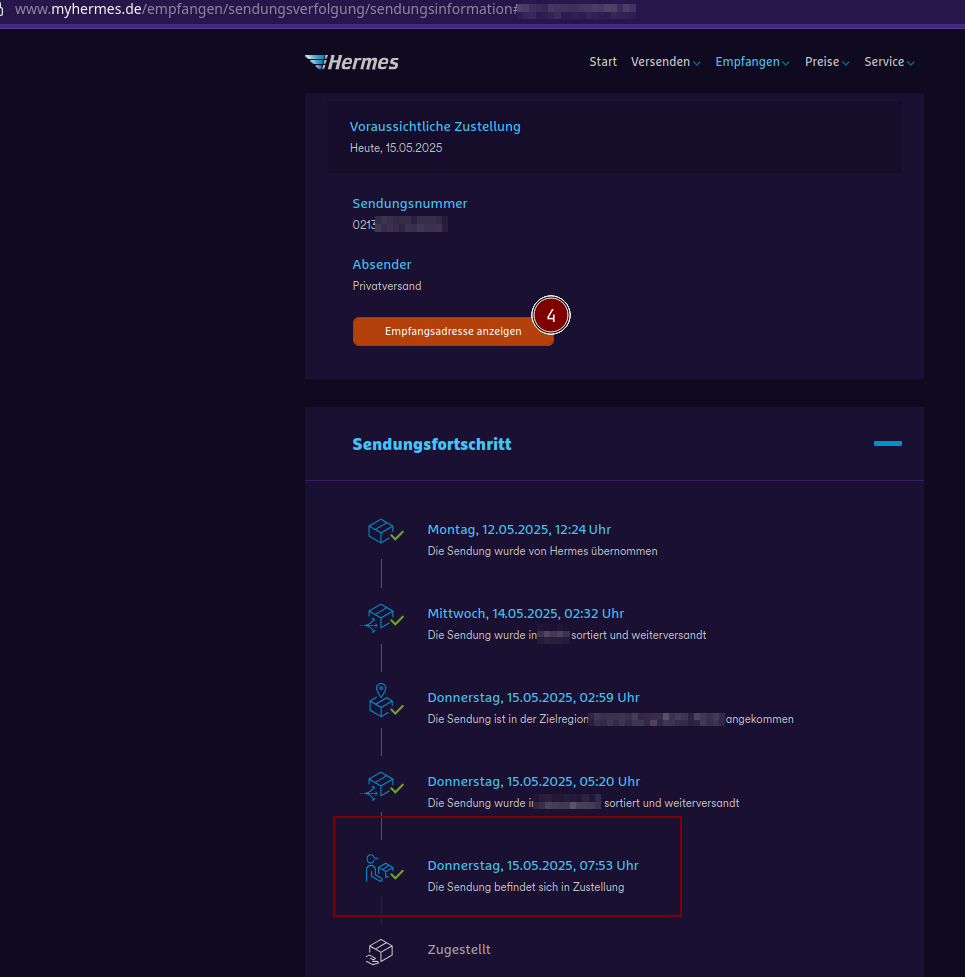 www.myhermes.de/empfangen/sendungsverfolgung/sendungsinformation#
Hermes
Start Versenden Empfangen Preise Service
Voraussichtliche Zustellung
Heute, 15.05.2025
Sendungsnummer
0213
Absender
Privatversand
4
Empfangsadresse anzeigen
Sendungsfortschritt
Montag, 12.05.2025, 12:24 Uhr
Die Sendung wurde von Hermes übernommen
Mittwoch, 14.05.2025, 02:32 Uhr
Die Sendung wurde in sortiert und weiterversandt
Donnerstag, 15.05.2025, 02:59 Uhr
Die Sendung ist in der Zielregion angekommen
Donnerstag, 15.05.2025, 05:20 Uhr
Die Sendung wurde in sortiert und weiterversandt
Donnerstag, 15.05.2025, 07:53 Uhr
Die Sendung befindet sich in Zustellung
Zugestellt